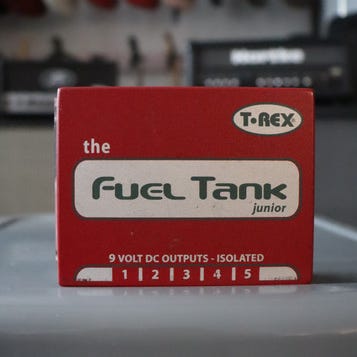 T·REX
the
FUEL TANK
junior
9 VOLT DC OUTPUTS - ISOLATED
1 | 2 | 3 | 4 | 5